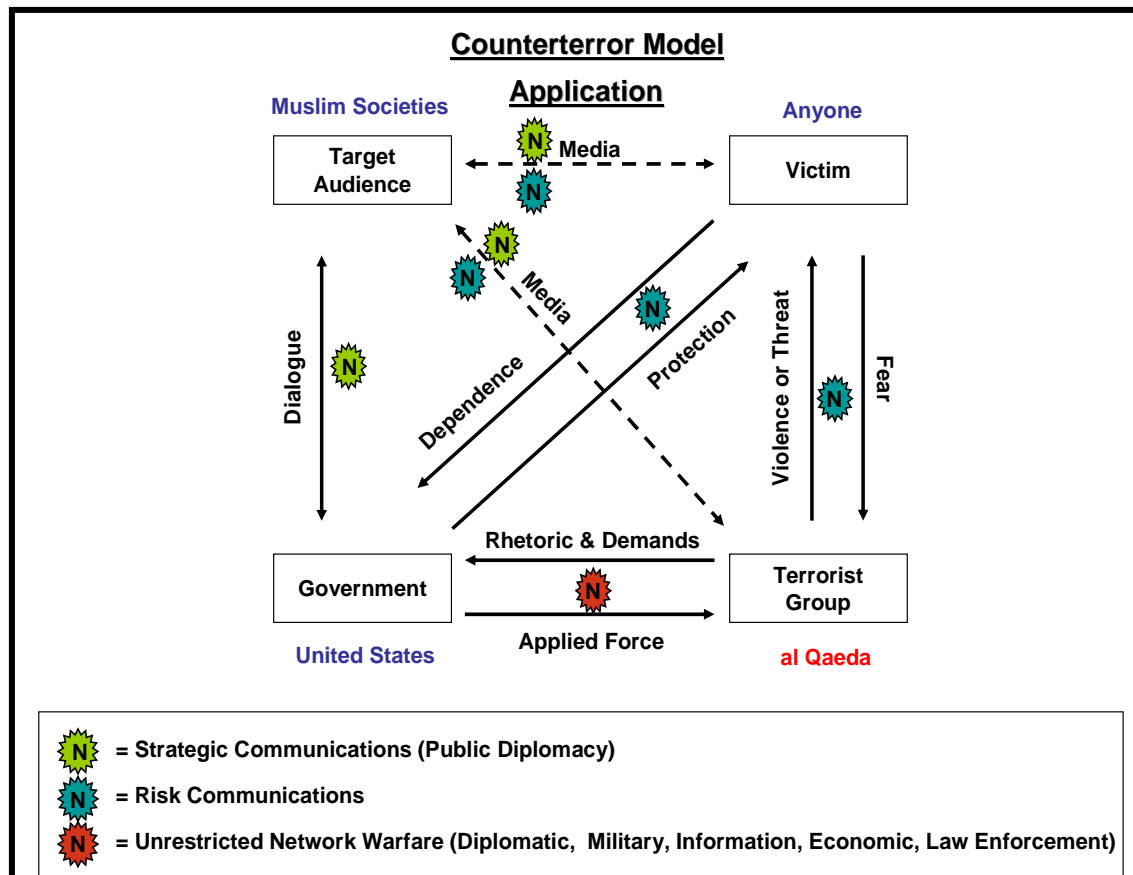 Counterterror Model
Application
Muslim Societies
Anyone
Target
Audience
N
Media
N
Victim
N
N
Media
N
Dialogue
N
Dependence
Protection
Violence or Threat
N
Fear
Rhetoric & Demands
Government
N
Terrorist
Group
Applied Force
United States
al Qaeda
N = Strategic Communications (Public Diplomacy)
N = Risk Communications
N = Unrestricted Network Warfare (Diplomatic, Military, Information, Economic, Law Enforcement)